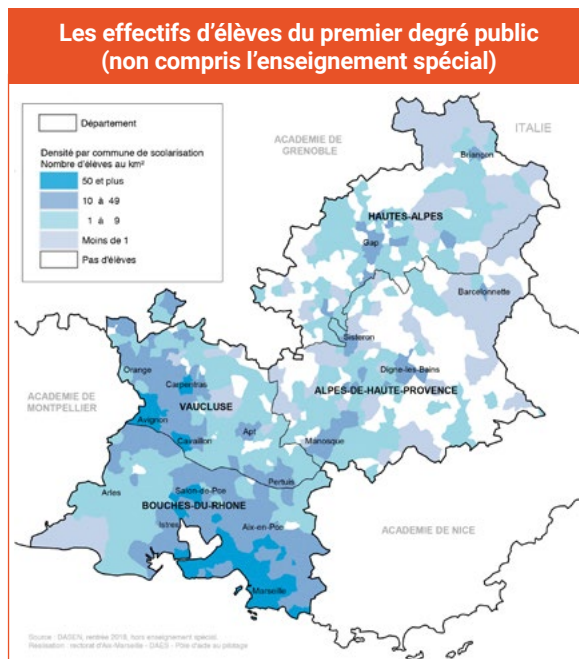 Les effectifs d’élèves du premier degré public
(non compris l’enseignement spécial)
Département
Densité par commune de scolarisation
Nombre d'élèves au km²
50 et plus
10 à 49
1 à 9
Moins de 1
Pas d'élèves
ACADEMIE DE
GRENOBLE
ITALIE
Briançon
HAUTES-ALPES
Gap
Barcelonnette
Sisteron
Digne-les-Bains
ALPES-DE-HAUTE-PROVENCE
Manosque
Orange
Carpentras
ACADEMIE DE
MONTPELLIER
VAUCLUSE
Avignon
Apt
Cavaillon
Pertuis
Arles
Salon-de-Pce
BOUCHES-DU-RHONE
Istres
Aix-en-Pce
ACADEMIE DE NICE
Marseille
Source : DASEN, rentrée 2018, hors enseignement spécial.
Réalisation : rectorat d'Aix-Marseille - DAES - Pôle d'aide au pilotage